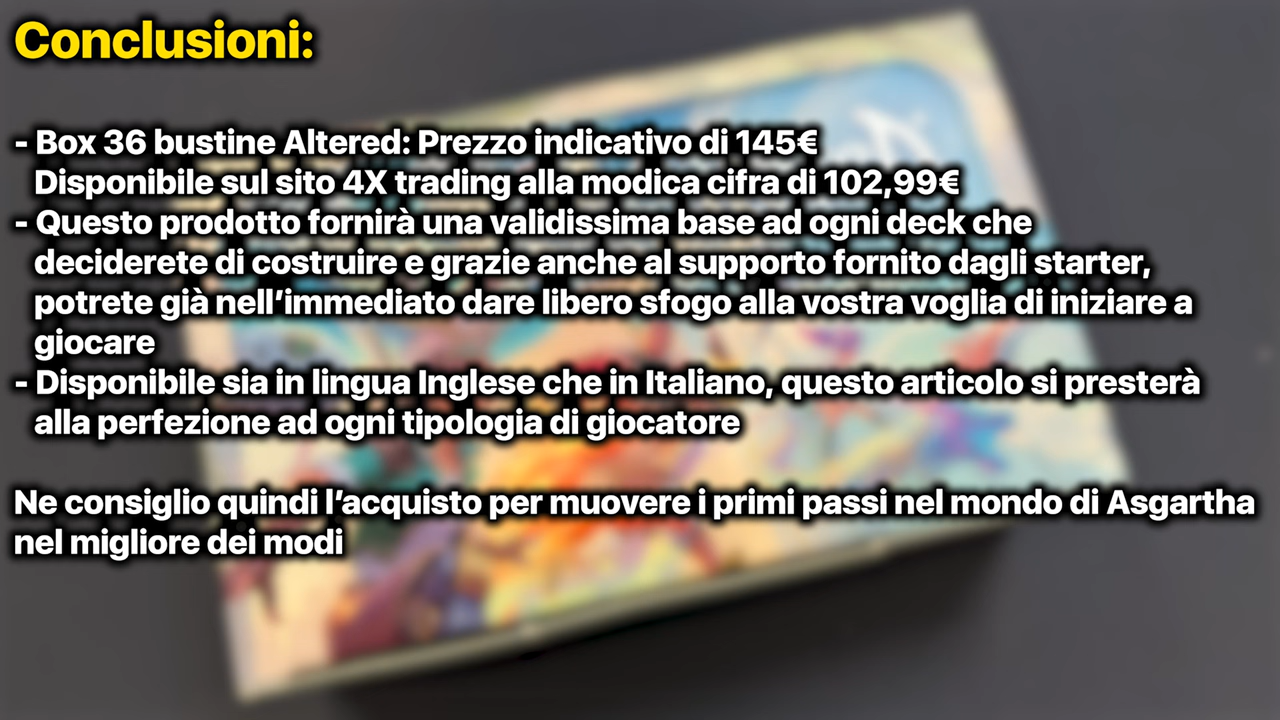 Conclusioni:
- Box 36 bustine Altered: Prezzo indicativo di 145€
Disponibile sul sito 4X trading alla modica cifra di 102,99€
- Questo prodotto fornirà una validissima base ad ogni deck che
deciderete di costruire e grazie anche al supporto fornito dagli starter,
potrete già nell’immediato dare libero sfogo alla vostra voglia di iniziare a
giocare
- Disponibile sia in lingua Inglese che in Italiano, questo articolo si presterà
alla perfezione ad ogni tipologia di giocatore
Ne consiglio quindi l’acquisto per muovere i primi passi nel mondo di Asgartha
nel migliore dei modi